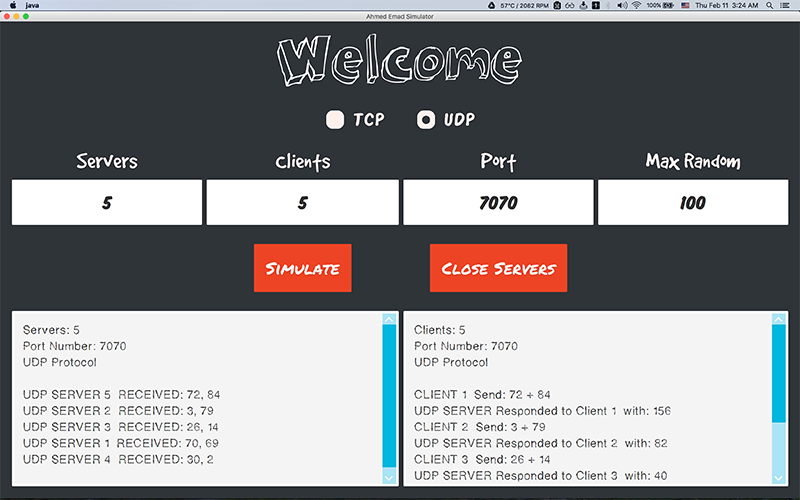 java 57°C / 2062 RPM 1 100% Thu Feb 11 3:24 AM
Ahmed Emad Simulator
Welcome
TCP UDP
Servers Clients Port Max Random
5 5 7070 100
SIMULATE CLOSE SERVERS
Servers: 5
Port Number: 7070
UDP Protocol
UDP SERVER 5 RECEIVED: 72, 84
UDP SERVER 2 RECEIVED: 3, 79
UDP SERVER 3 RECEIVED: 26, 14
UDP SERVER 1 RECEIVED: 70, 69
UDP SERVER 4 RECEIVED: 30, 2
Clients: 5
Port Number: 7070
UDP Protocol
CLIENT 1 Send: 72 + 84
UDP SERVER Responded to Client 1 with: 156
CLIENT 2 Send: 3 + 79
UDP SERVER Responded to Client 2 with: 82
CLIENT 3 Send: 26 + 14
UDP SERVER Responded to Client 3 with: 40